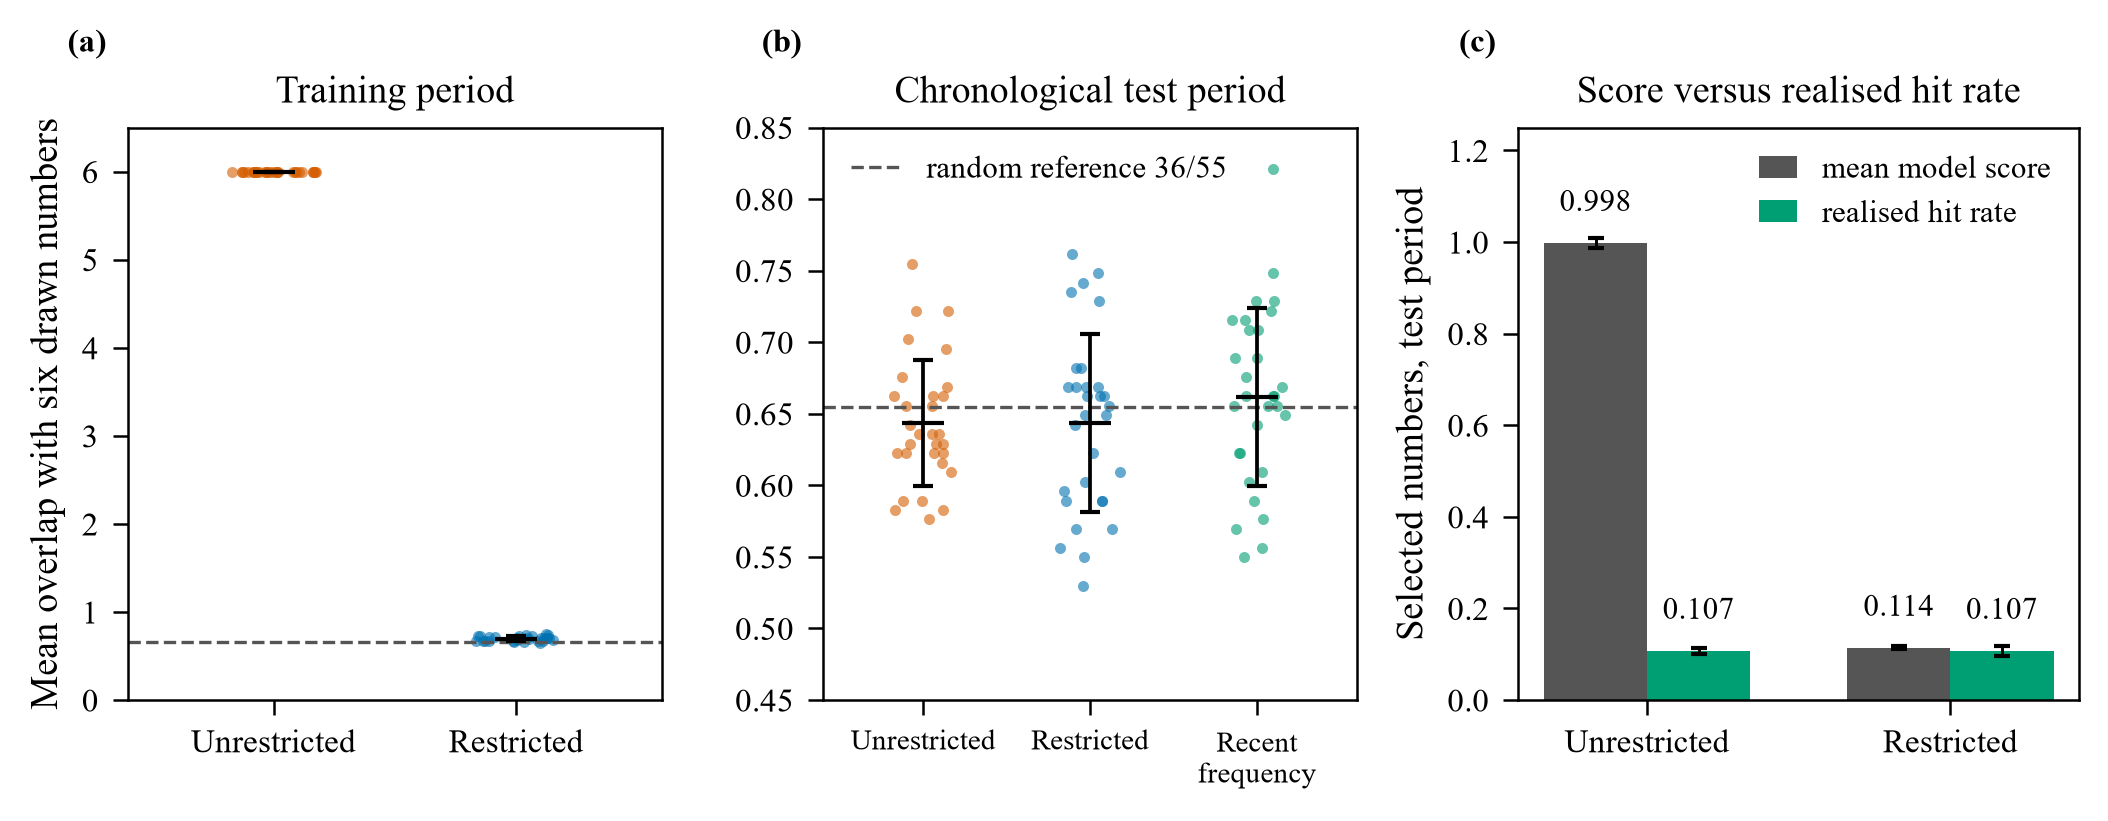 (a)
Training period
Mean overlap with six drawn numbers
6
5
4
3
2
1
0
Unrestricted
Restricted
(b)
Chronological test period
random reference 36/55
0.85
0.80
0.75
0.70
0.65
0.60
0.55
0.50
0.45
Unrestricted
Restricted
Recent
frequency
(c)
Score versus realised hit rate
Selected numbers, test period
mean model score
realised hit rate
1.2
1.0
0.8
0.6
0.4
0.2
0.0
0.998
0.107
0.114
0.107
Unrestricted
Restricted